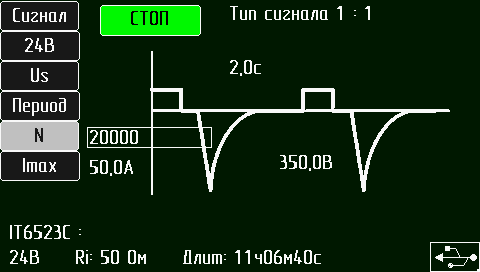 Сигнал
СТОП
Тип сигнала 1 : 1
24В
Us
2,0с
Период
N
20000
Imax
50,0А
350,0В
IT6523C :
24В Ri: 50 Ом Длит: 11ч06м40с